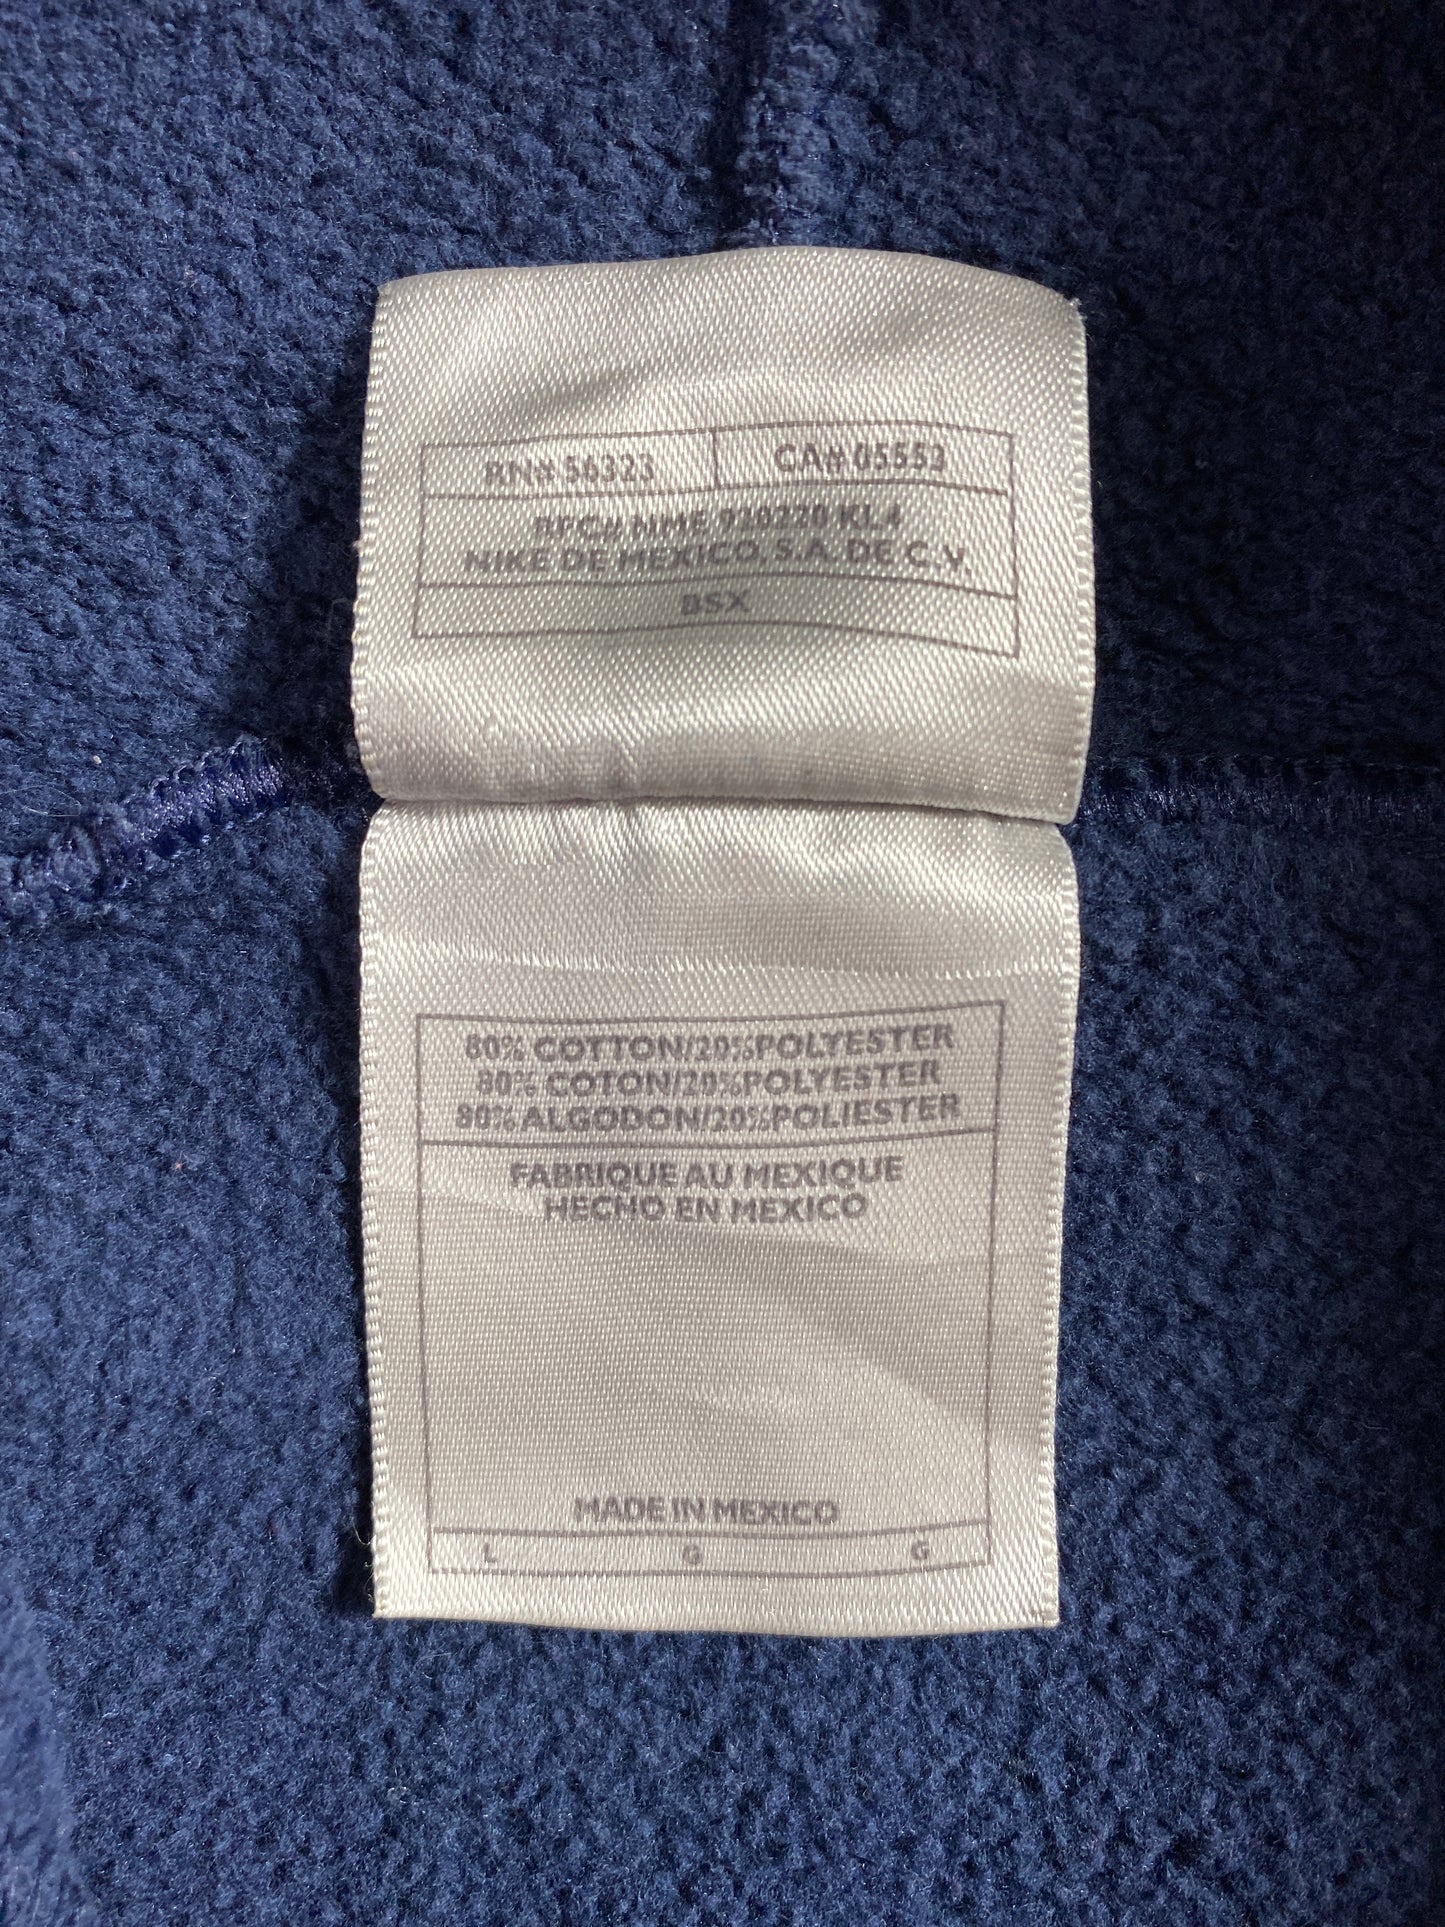 RN# 56323 CA# 05553
RFC# NME 920220 KL4
NIKE DE MEXICO, S.A. DE C.V.
BSX
80% COTTON/20%POLYESTER
80% COTON/20%POLYESTER
80% ALGODON/20%POLIESTER
FABRIQUE AU MEXIQUE
HECHO EN MEXICO
MADE IN MEXICO
L G G